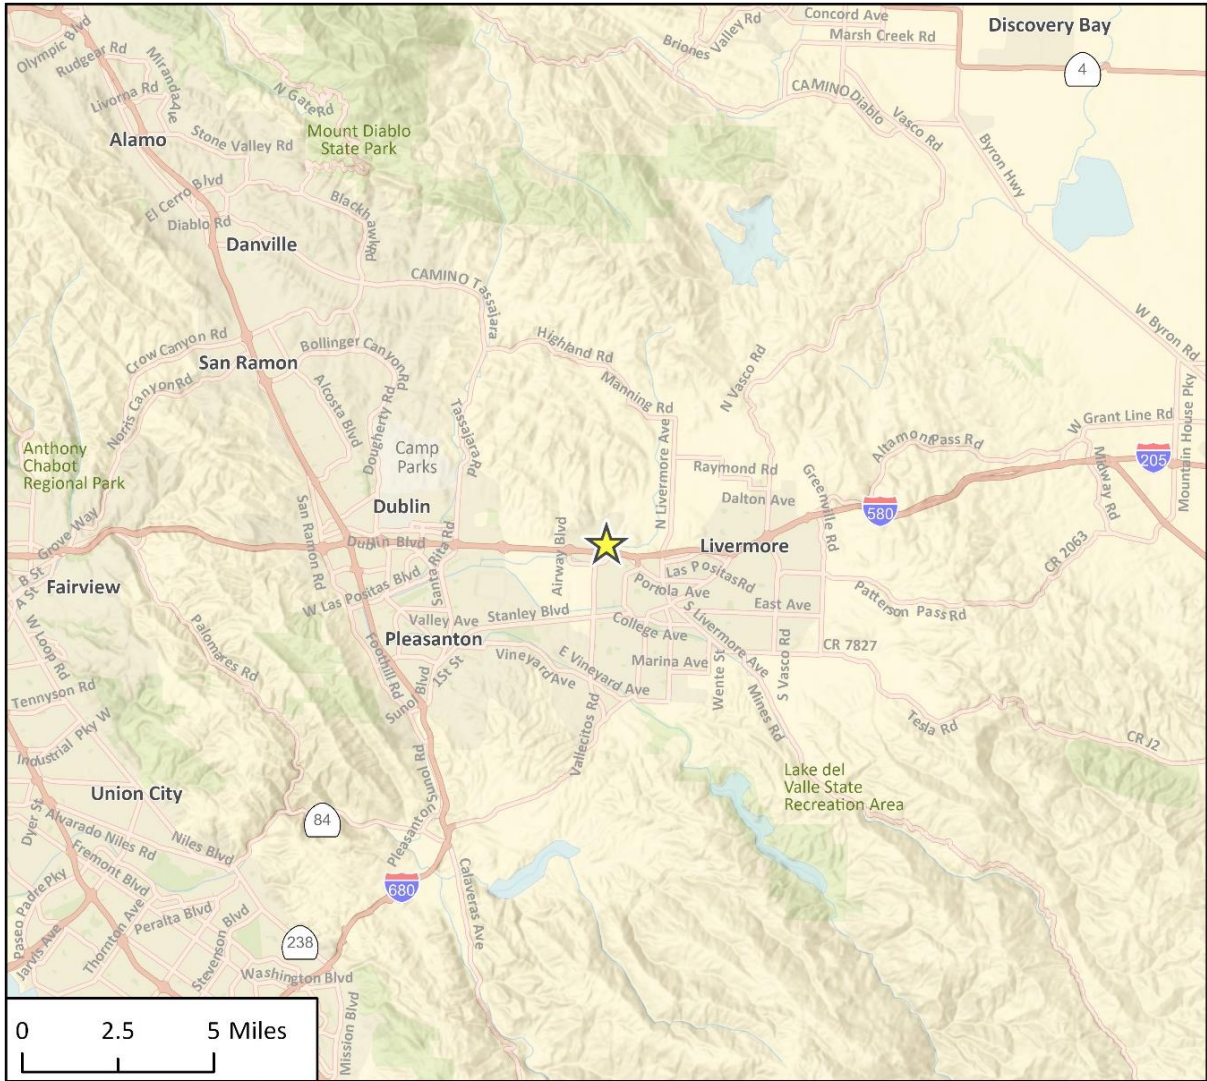 Concord Ave
Discovery Bay
Olympic Blvd
Rudgear Rd
Miranda Ave
Briones Valley Rd
Marsh Creek Rd
4
Livorna Rd
N Gate Rd
CAMINO Diablo
Vasco Rd
Alamo
Stone Valley Rd
Mount Diablo
State Park
Byron Hwy
El Cerro Blvd
Diablo Rd
Blackhawk Rd
Danville
CAMINO Tassajara
W Byron Rd
Crow Canyon Rd
Bollinger Canyon Rd
Highland Rd
San Ramon
Norris Canyon Rd
Alcosta Blvd
Dougherty Rd
Manning Rd
N Vasco Rd
Mountain House Pky
Tassajara Rd
W Grant Line Rd
Anthony
Chabot
Regional Park
Camp
Parks
N Livermore Ave
Altamont Pass Rd
Raymond Rd
Greenville Rd
Midway Rd
205
Dalton Ave
San Ramon Rd
Dublin
580
Grove Way
Dublin Blvd
Santa Rita Rd
Airway Blvd
Livermore
CR 2063
B St
A St
Fairview
W Las Positas Blvd
Las Positas Rd
Portola Ave
Patterson Pass Rd
W Loop Rd
Palomares Rd
Valley Ave
Stanley Blvd
College Ave
S Livermore Ave
East Ave
Foothill Rd
Pleasanton
CR 7827
Tennyson Rd
Sunol Blvd
1St St
Vineyard Ave
E Vineyard Ave
Marina Ave
Wente St
S Vasco Rd
Mines Rd
Industrial Pky W
Vallecitos Rd
Tesla Rd
CR J2
Pleasanton Sunol Rd
Union City
Lake del
Valle State
Recreation Area
Dyer St
Alvarado Niles Rd
Niles Blvd
84
Fremont Blvd
680
Paseo Padre Pky
Jarvis Ave
Thornton Ave
Peralta Blvd
Stevenson Blvd
238
Calaveras Ave
Washington Blvd
Mission Blvd
0 2.5 5 Miles